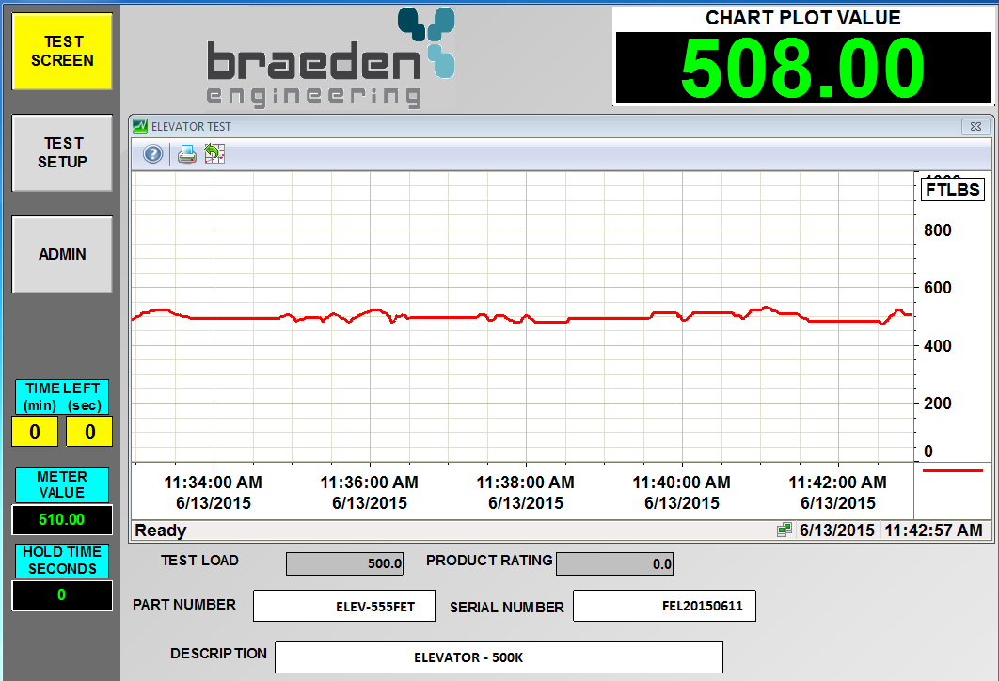 TEST
SCREEN
braeden
engineering
CHART PLOT VALUE
508.00
TEST
SETUP
ADMIN
ELEVATOR TEST
1000
FTLBS
800
600
400
200
0
11:34:00 AM 11:36:00 AM 11:38:00 AM 11:40:00 AM 11:42:00 AM
6/13/2015 6/13/2015 6/13/2015 6/13/2015 6/13/2015
Ready 6/13/2015 11:42:57 AM
TIME LEFT
(min) (sec)
0 0
METER
VALUE
510.00
HOLD TIME
SECONDS
0
TEST LOAD 500.0 PRODUCT RATING 0.0
PART NUMBER ELEV-555FET SERIAL NUMBER FEL20150611
DESCRIPTION ELEVATOR - 500K